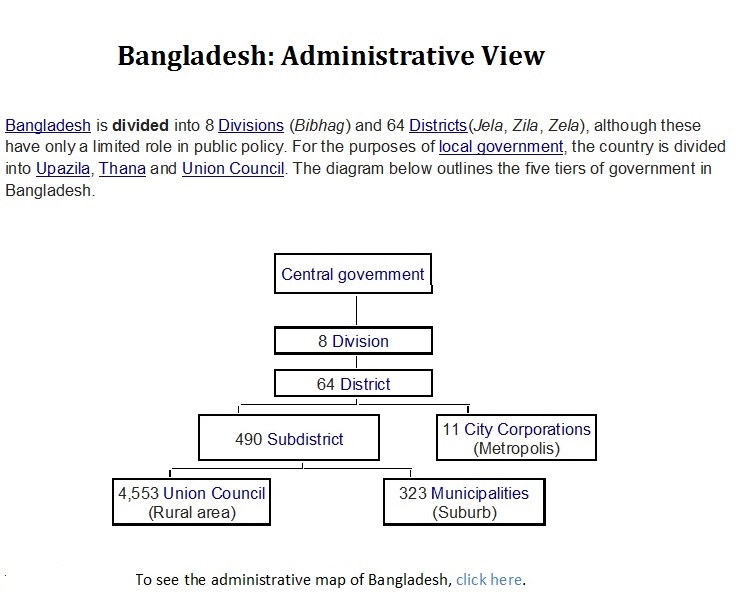 Bangladesh: Administrative View
Bangladesh is divided into 8 Divisions (Bibhag) and 64 Districts(Jela, Zila, Zela), although these
have only a limited role in public policy. For the purposes of local government, the country is divided
into Upazila, Thana and Union Council. The diagram below outlines the five tiers of government in
Bangladesh.
Central government
8 Division
64 District
490 Subdistrict
11 City Corporations
(Metropolis)
4,553 Union Council
(Rural area)
323 Municipalities
(Suburb)
To see the administrative map of Bangladesh, click here.